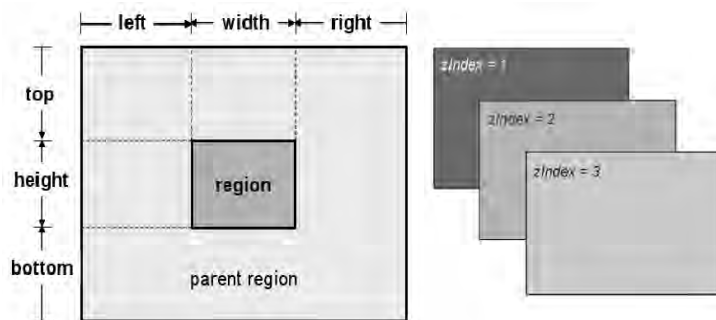 left width right
top
height
bottom
region
parent region
zIndex = 1
zIndex = 2
zIndex = 3